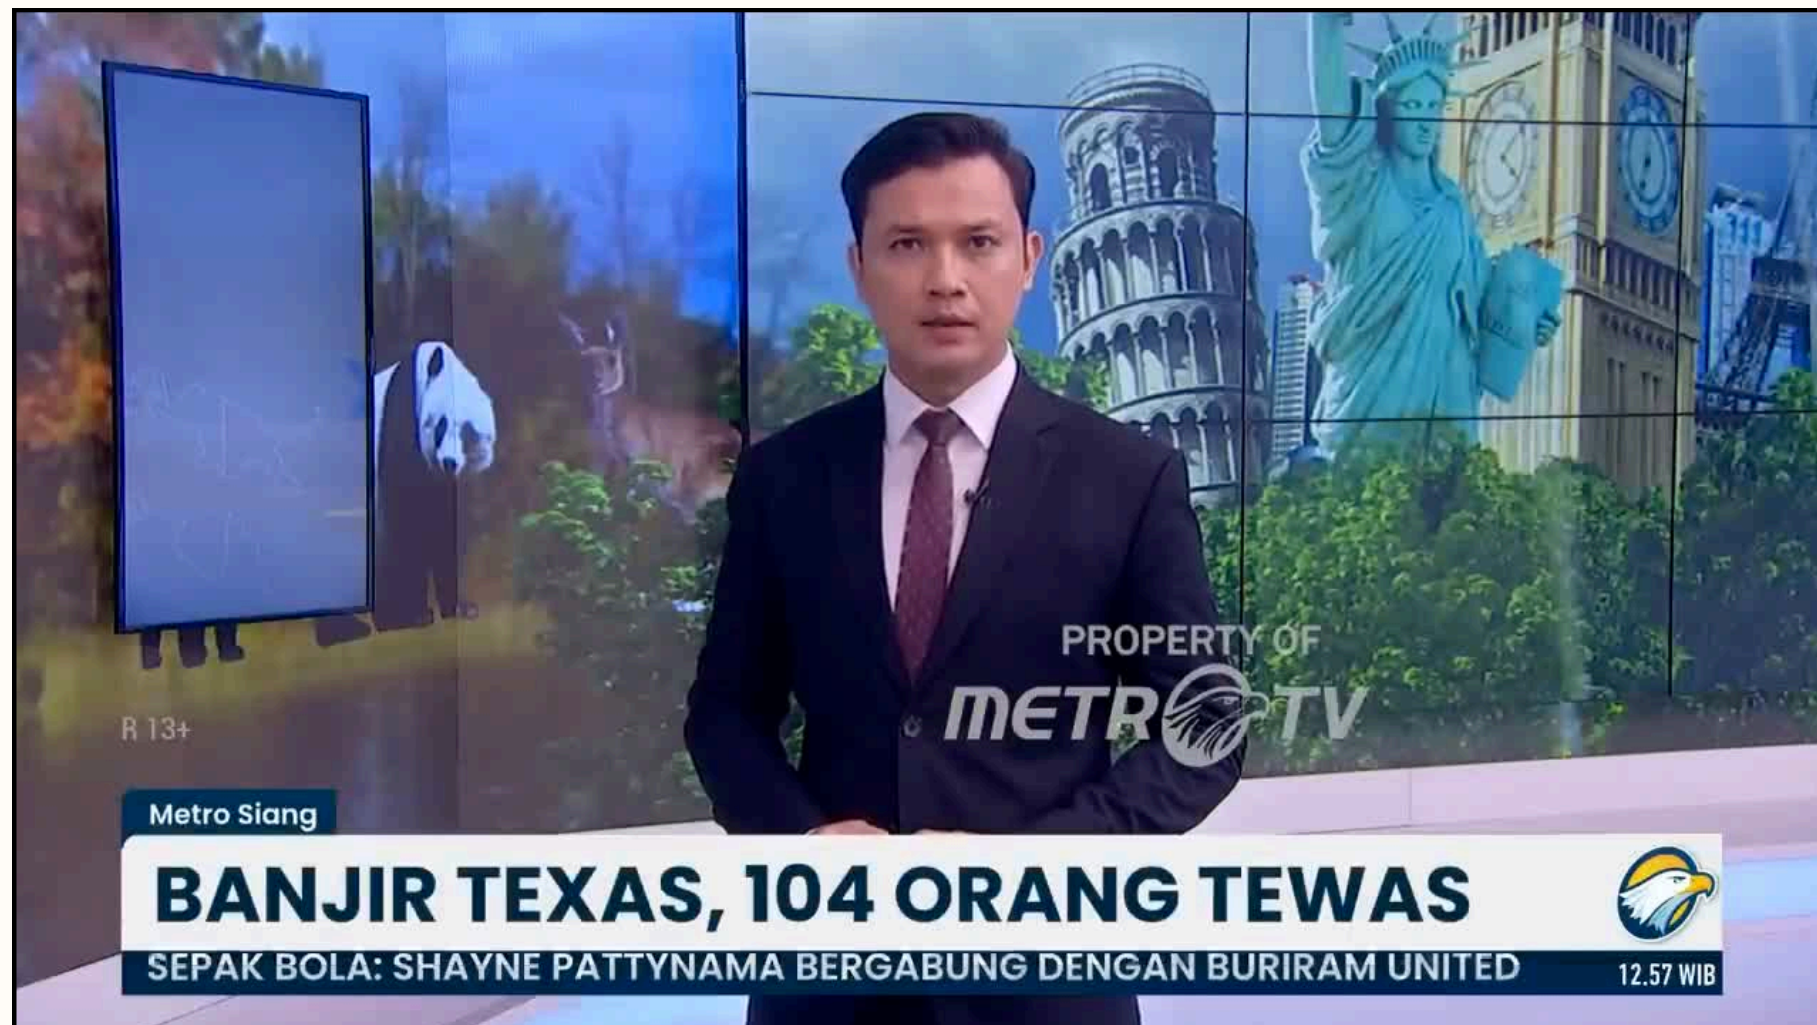 PROPERTY OF
METRO TV
R 13+
Metro Siang
BANJIR TEXAS, 104 ORANG TEWAS
SEPAK BOLA: SHAYNE PATTYNAMA BERGABUNG DENGAN BURIRAM UNITED
12.57 WIB